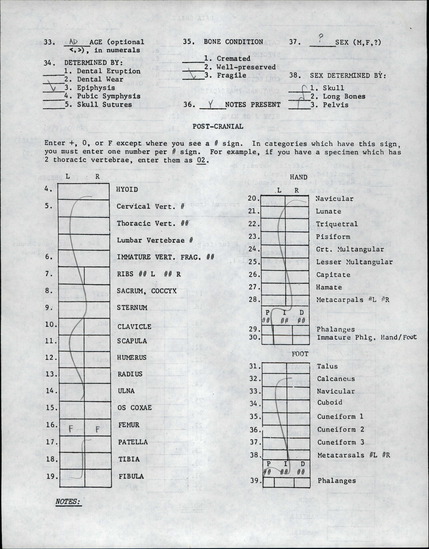 33. AD AGE (optional <,>), in numerals
34. DETERMINED BY:
1. Dental Eruption
2. Dental Wear
3. Epiphysis
4. Pubic Symphysis
5. Skull Sutures
35. BONE CONDITION
1. Cremated
2. Well-preserved
3. Fragile
36. Y NOTES PRESENT
37. ? SEX (M,F,?)
38. SEX DETERMINED BY:
1. Skull
2. Long Bones
3. Pelvis
POST-CRANIAL
Enter +, 0, or F except where you see a # sign. In categories which have this sign,
you must enter one number per # sign. For example, if you have a specimen which has
2 thoracic vertebrae, enter them as 02.
L R
4. HYOID
5. Cervical Vert. #
Thoracic Vert. ##
Lumbar Vertebrae #
6. IMMATURE VERT. FRAG. ##
7. RIBS ## L ## R
8. SACRUM, COCCYX
9. STERNUM
10. CLAVICLE
11. SCAPULA
12. HUMERUS
13. RADIUS
14. ULNA
15. OS COXAE
16. F F FEMUR
17. PATELLA
18. TIBIA
19. FIBULA
NOTES:
HAND
L R
20. Navicular
21. Lunate
22. Triquetral
23. Pisiform
24. Grt. Multangular
25. Lesser Multangular
26. Capitate
27. Hamate
28. Metacarpals #L #R
P I D
## ## ##
29. Phalanges
30. Immature Phlg. Hand/Foot
FOOT
31. Talus
32. Calcaneus
33. Navicular
34. Cuboid
35. Cuneiform 1
36. Cuneiform 2
37. Cuneiform 3
38. Metatarsals #L #R
P I D
## ## ##
39. Phalanges